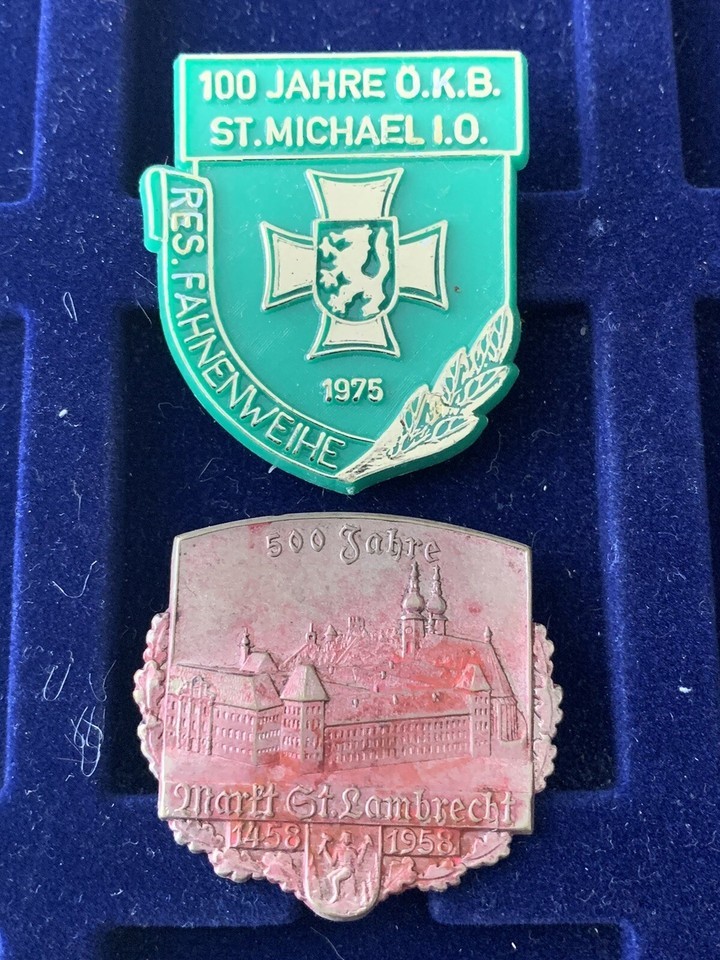 100 JAHRE Ö.K.B.
ST.MICHAEL I.O.
RES. FAHNENWEIHE
1975
500 Jahre
Markt St. Lambrecht
1458 1958